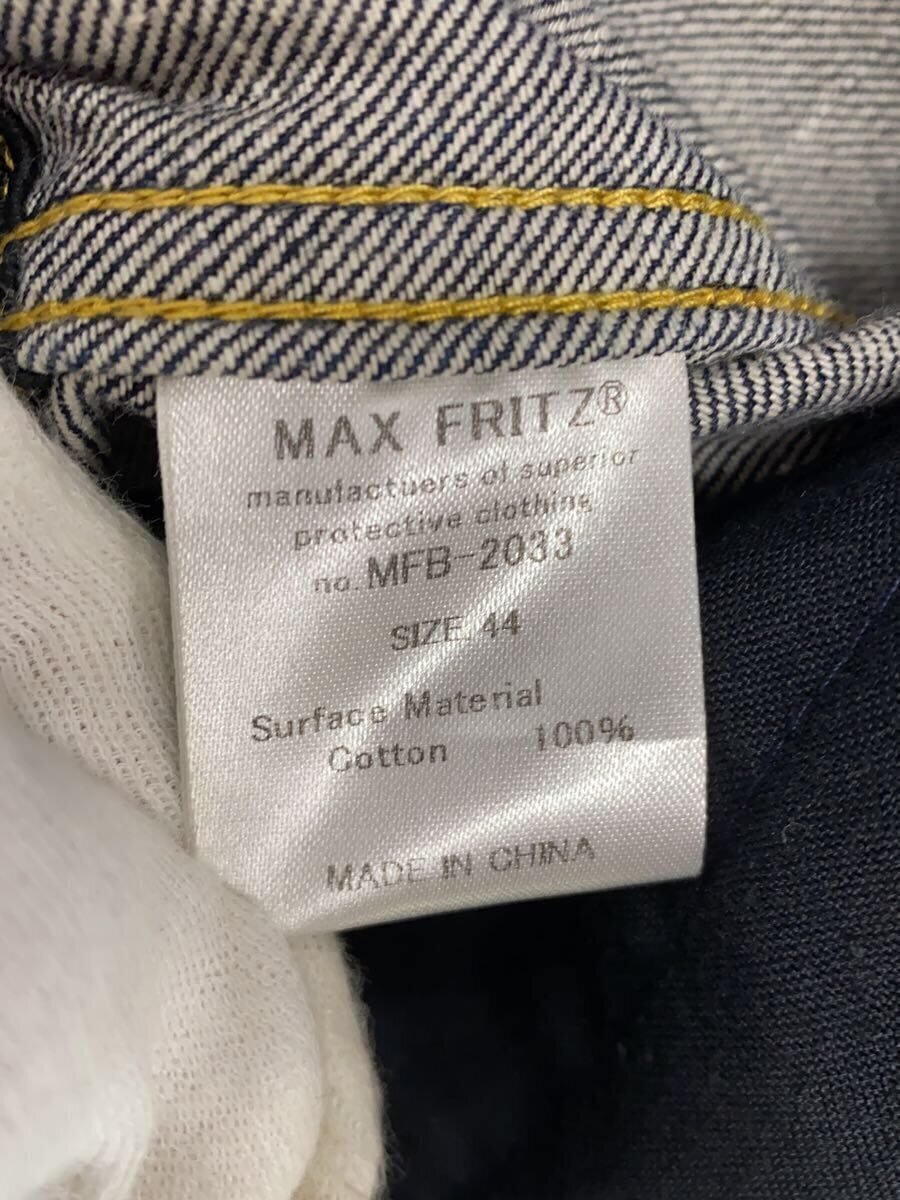 MAX FRITZ®
manufactuers of superior
protective clothing
no. MFB-2033
SIZE 44
Surface Material
Cotton 100%
MADE IN CHINA